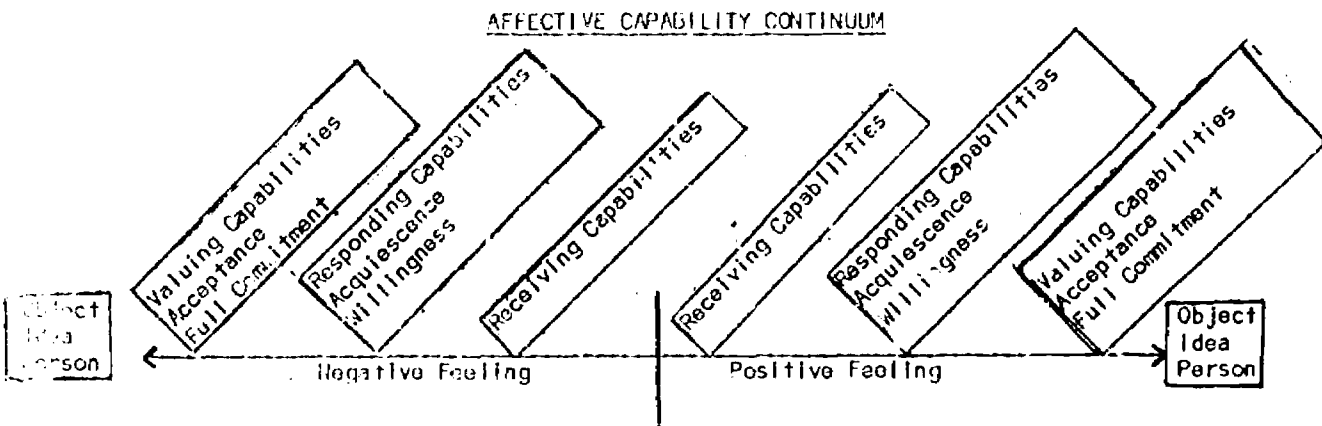 AFFECTIVE CAPABILITY CONTINUUM
Valuing Capabilities
Acceptance
Full Commitment
Responding Capabilities
Acquiescence
Willingness
Receiving Capabilities
Receiving Capabilities
Responding Capabilities
Acquiescence
Willingness
Valuing Capabilities
Acceptance
Full Commitment
Object
Idea
Person
Negative Feeling
Positive Feeling
Object
Idea
Person